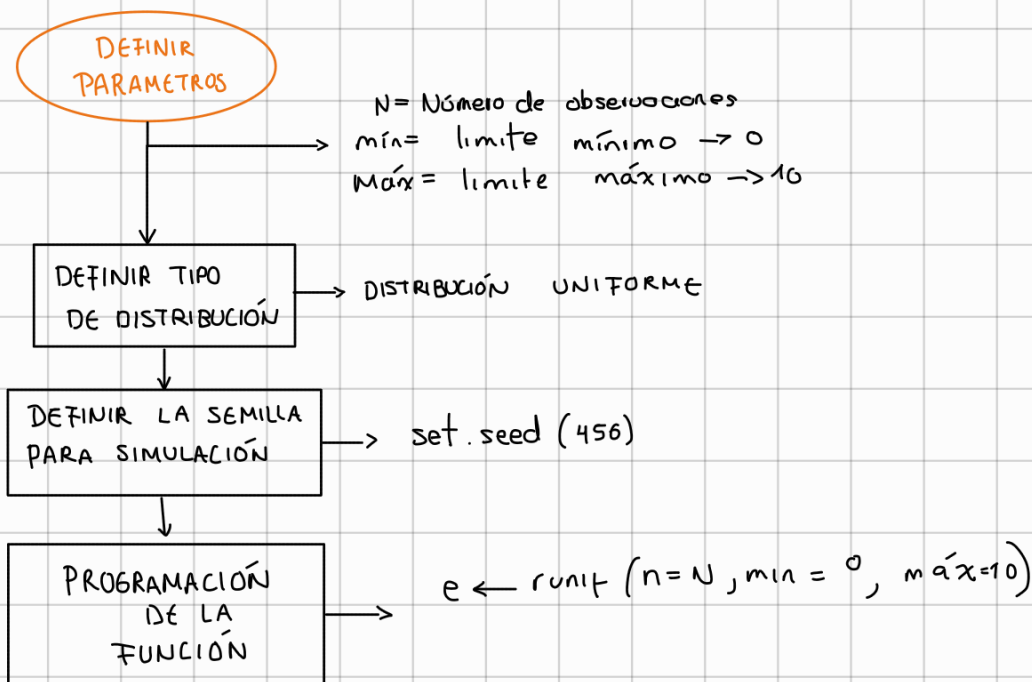 DEFINIR
PARAMETROS
N= Número de observaciones
mín= limite mínimo → 0
Máx= limite máximo → 10
DEFINIR TIPO
DE DISTRIBUCIÓN
DISTRIBUCIÓN UNIFORME
DEFINIR LA SEMILLA
PARA SIMULACIÓN
set.seed (456)
PROGRAMACIÓN
DE LA
FUNCIÓN
e ← runif (n=N, min = 0, máx=10)